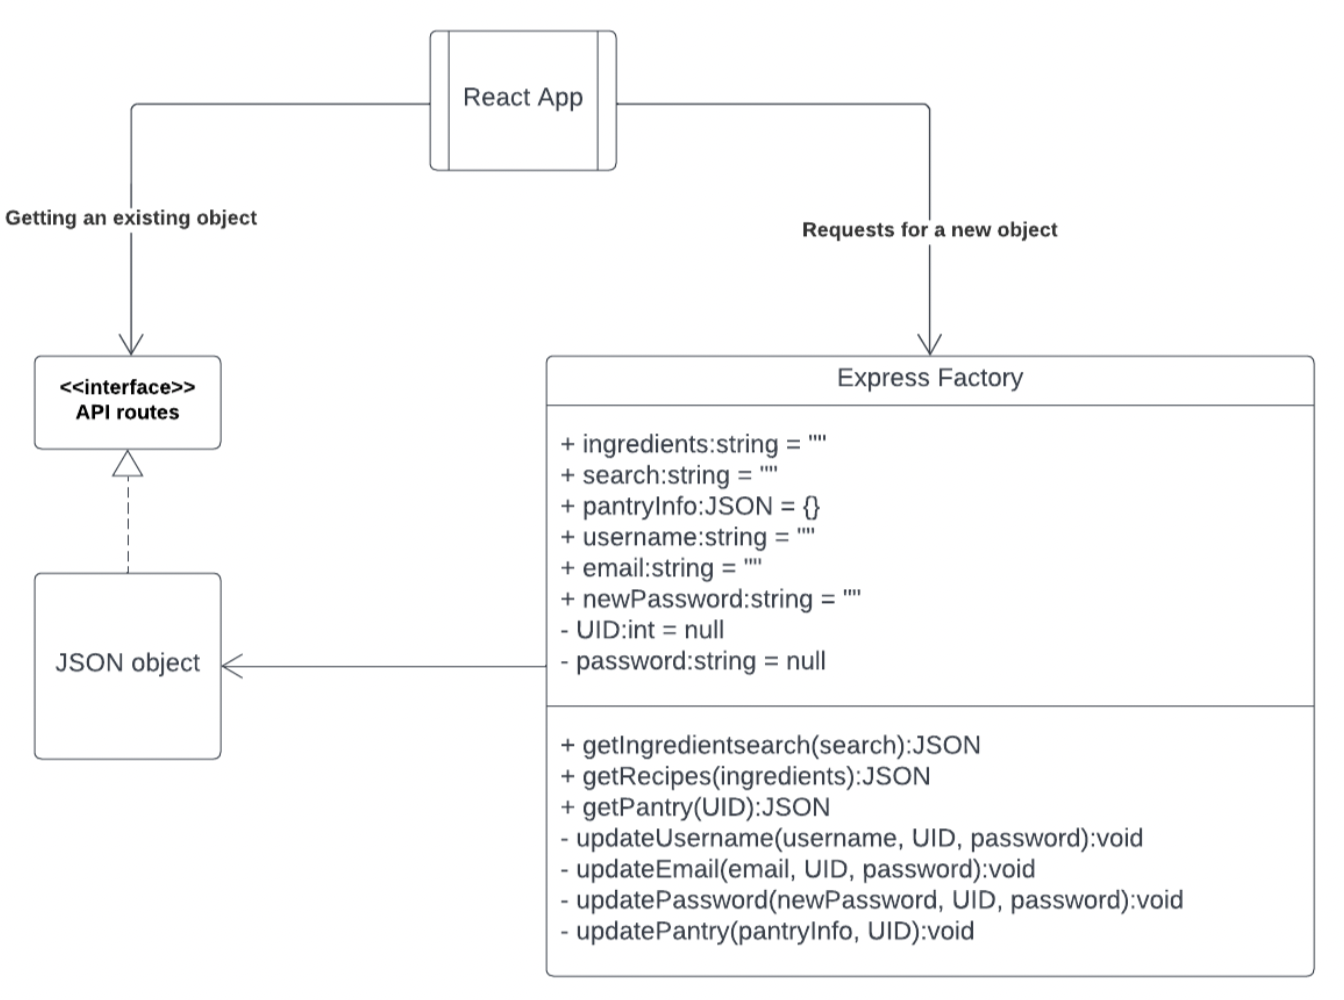 React App
Getting an existing object
Requests for a new object
<<interface>>
API routes
JSON object
Express Factory
+ ingredients:string = ""
+ search:string = ""
+ pantryInfo:JSON = {}
+ username:string = ""
+ email:string = ""
+ newPassword:string = ""
- UID:int = null
- password:string = null
+ getIngredientsearch(search):JSON
+ getRecipes(ingredients):JSON
+ getPantry(UID):JSON
- updateUsername(username, UID, password):void
- updateEmail(email, UID, password):void
- updatePassword(newPassword, UID, password):void
- updatePantry(pantryInfo, UID):void